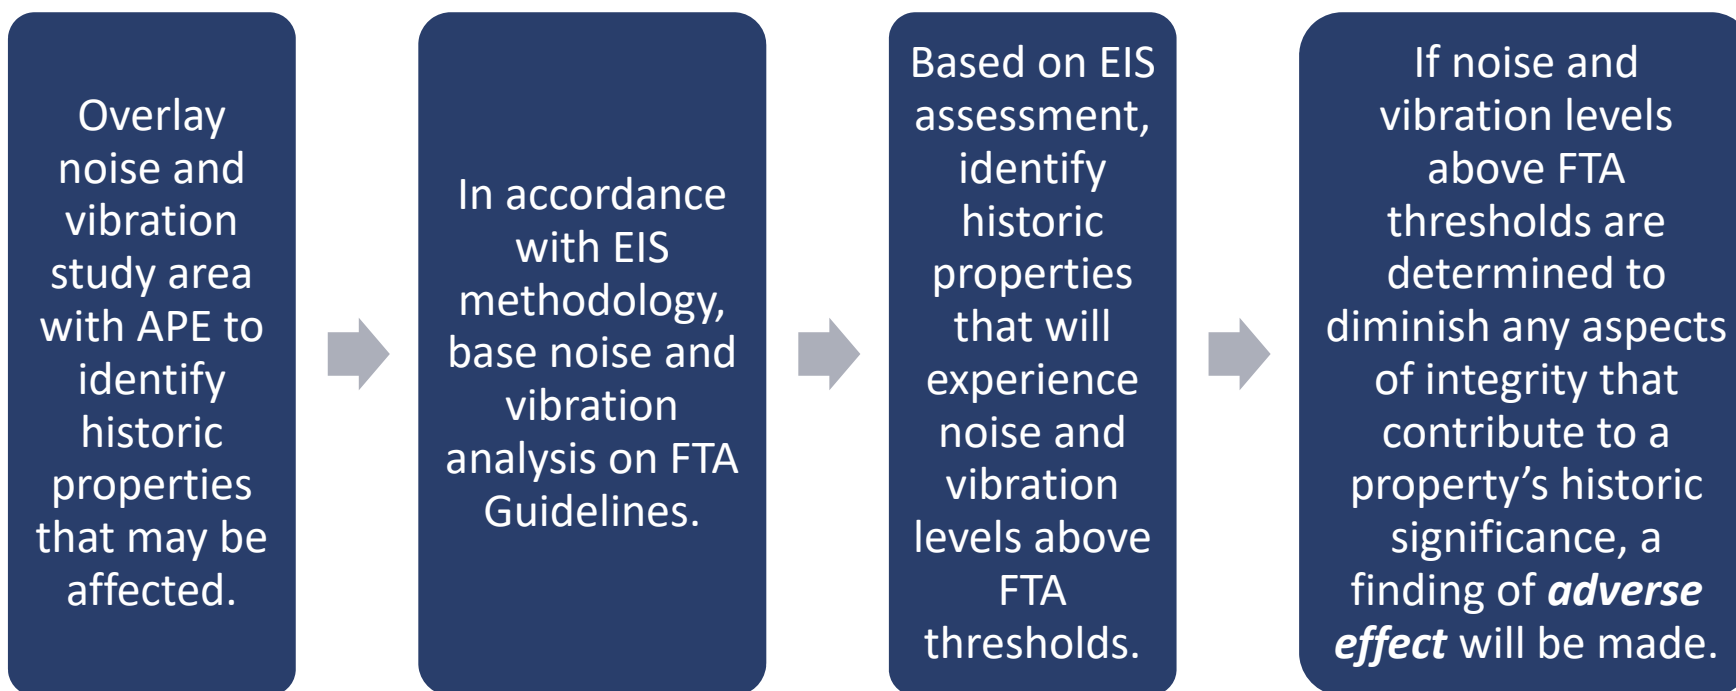 Overlay
noise and
vibration
study area
with APE to
identify
historic
properties
that may be
affected.
In accordance
with EIS
methodology,
base noise and
vibration
analysis on FTA
Guidelines.
Based on EIS
assessment,
identify
historic
properties
that will
experience
noise and
vibration
levels above
FTA
thresholds.
If noise and
vibration levels
above FTA
thresholds are
determined to
diminish any aspects
of integrity that
contribute to a
property’s historic
significance, a
finding of adverse
effect will be made.